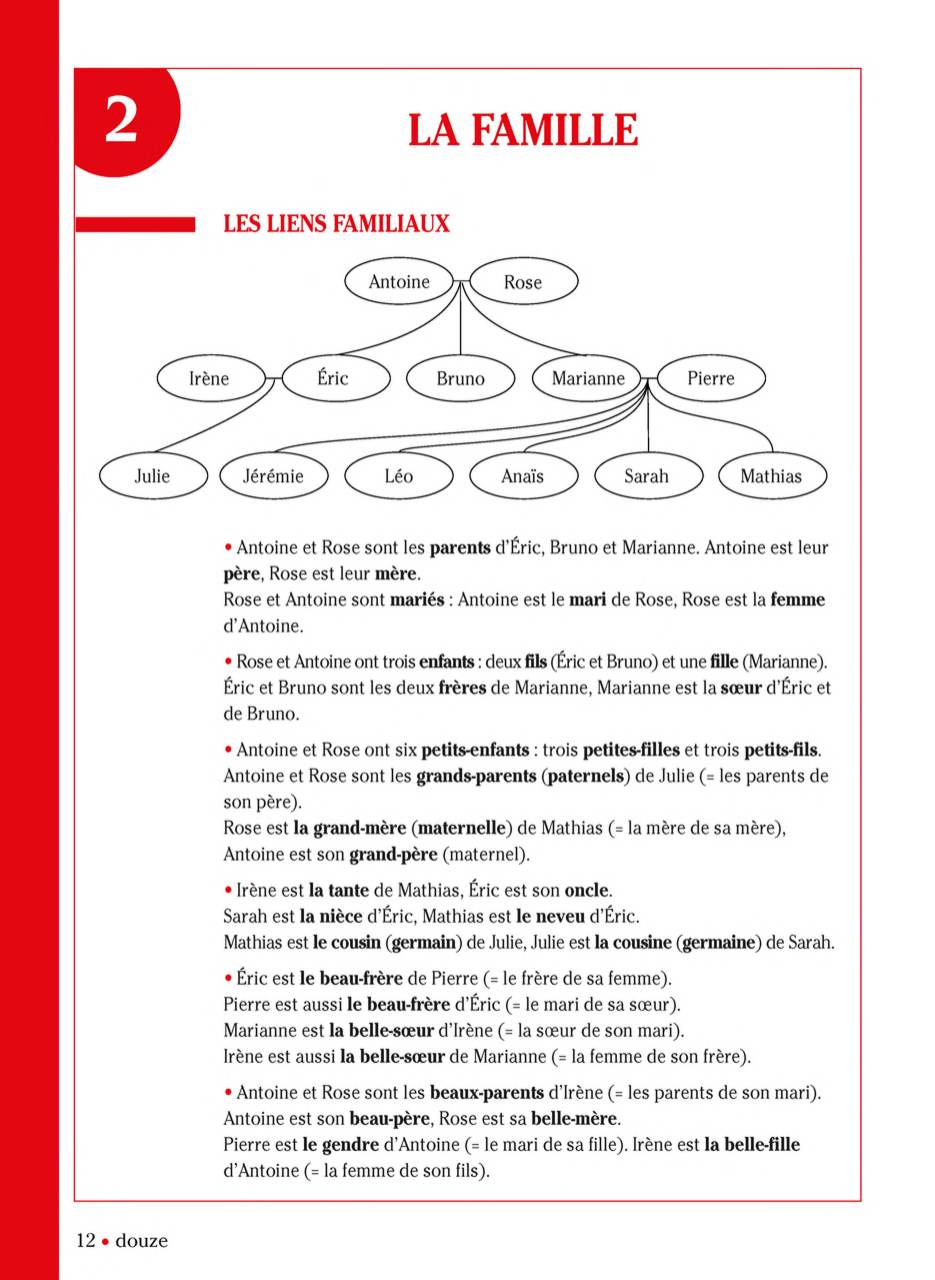 2
LA FAMILLE
LES LIENS FAMILIAUX
Antoine Rose
Irène Éric Bruno Marianne Pierre
Julie Jérémie Léo Anaïs Sarah Mathias
• Antoine et Rose sont les parents d’Éric, Bruno et Marianne. Antoine est leur
père, Rose est leur mère.
Rose et Antoine sont mariés : Antoine est le mari de Rose, Rose est la femme
d’Antoine.
• Rose et Antoine ont trois enfants : deux fils (Éric et Bruno) et une fille (Marianne).
Éric et Bruno sont les deux frères de Marianne, Marianne est la sœur d’Éric et
de Bruno.
• Antoine et Rose ont six petits-enfants : trois petites-filles et trois petits-fils.
Antoine et Rose sont les grands-parents (paternels) de Julie (= les parents de
son père).
Rose est la grand-mère (maternelle) de Mathias (= la mère de sa mère),
Antoine est son grand-père (maternel).
• Irène est la tante de Mathias, Éric est son oncle.
Sarah est la nièce d’Éric, Mathias est le neveu d’Éric.
Mathias est le cousin (germain) de Julie, Julie est la cousine (germaine) de Sarah.
• Éric est le beau-frère de Pierre (= le frère de sa femme).
Pierre est aussi le beau-frère d’Éric (= le mari de sa sœur).
Marianne est la belle-sœur d’Irène (= la sœur de son mari).
Irène est aussi la belle-sœur de Marianne (= la femme de son frère).
• Antoine et Rose sont les beaux-parents d’Irène (= les parents de son mari).
Antoine est son beau-père, Rose est sa belle-mère.
Pierre est le gendre d’Antoine (= le mari de sa fille). Irène est la belle-fille
d’Antoine (= la femme de son fils).
12 • douze